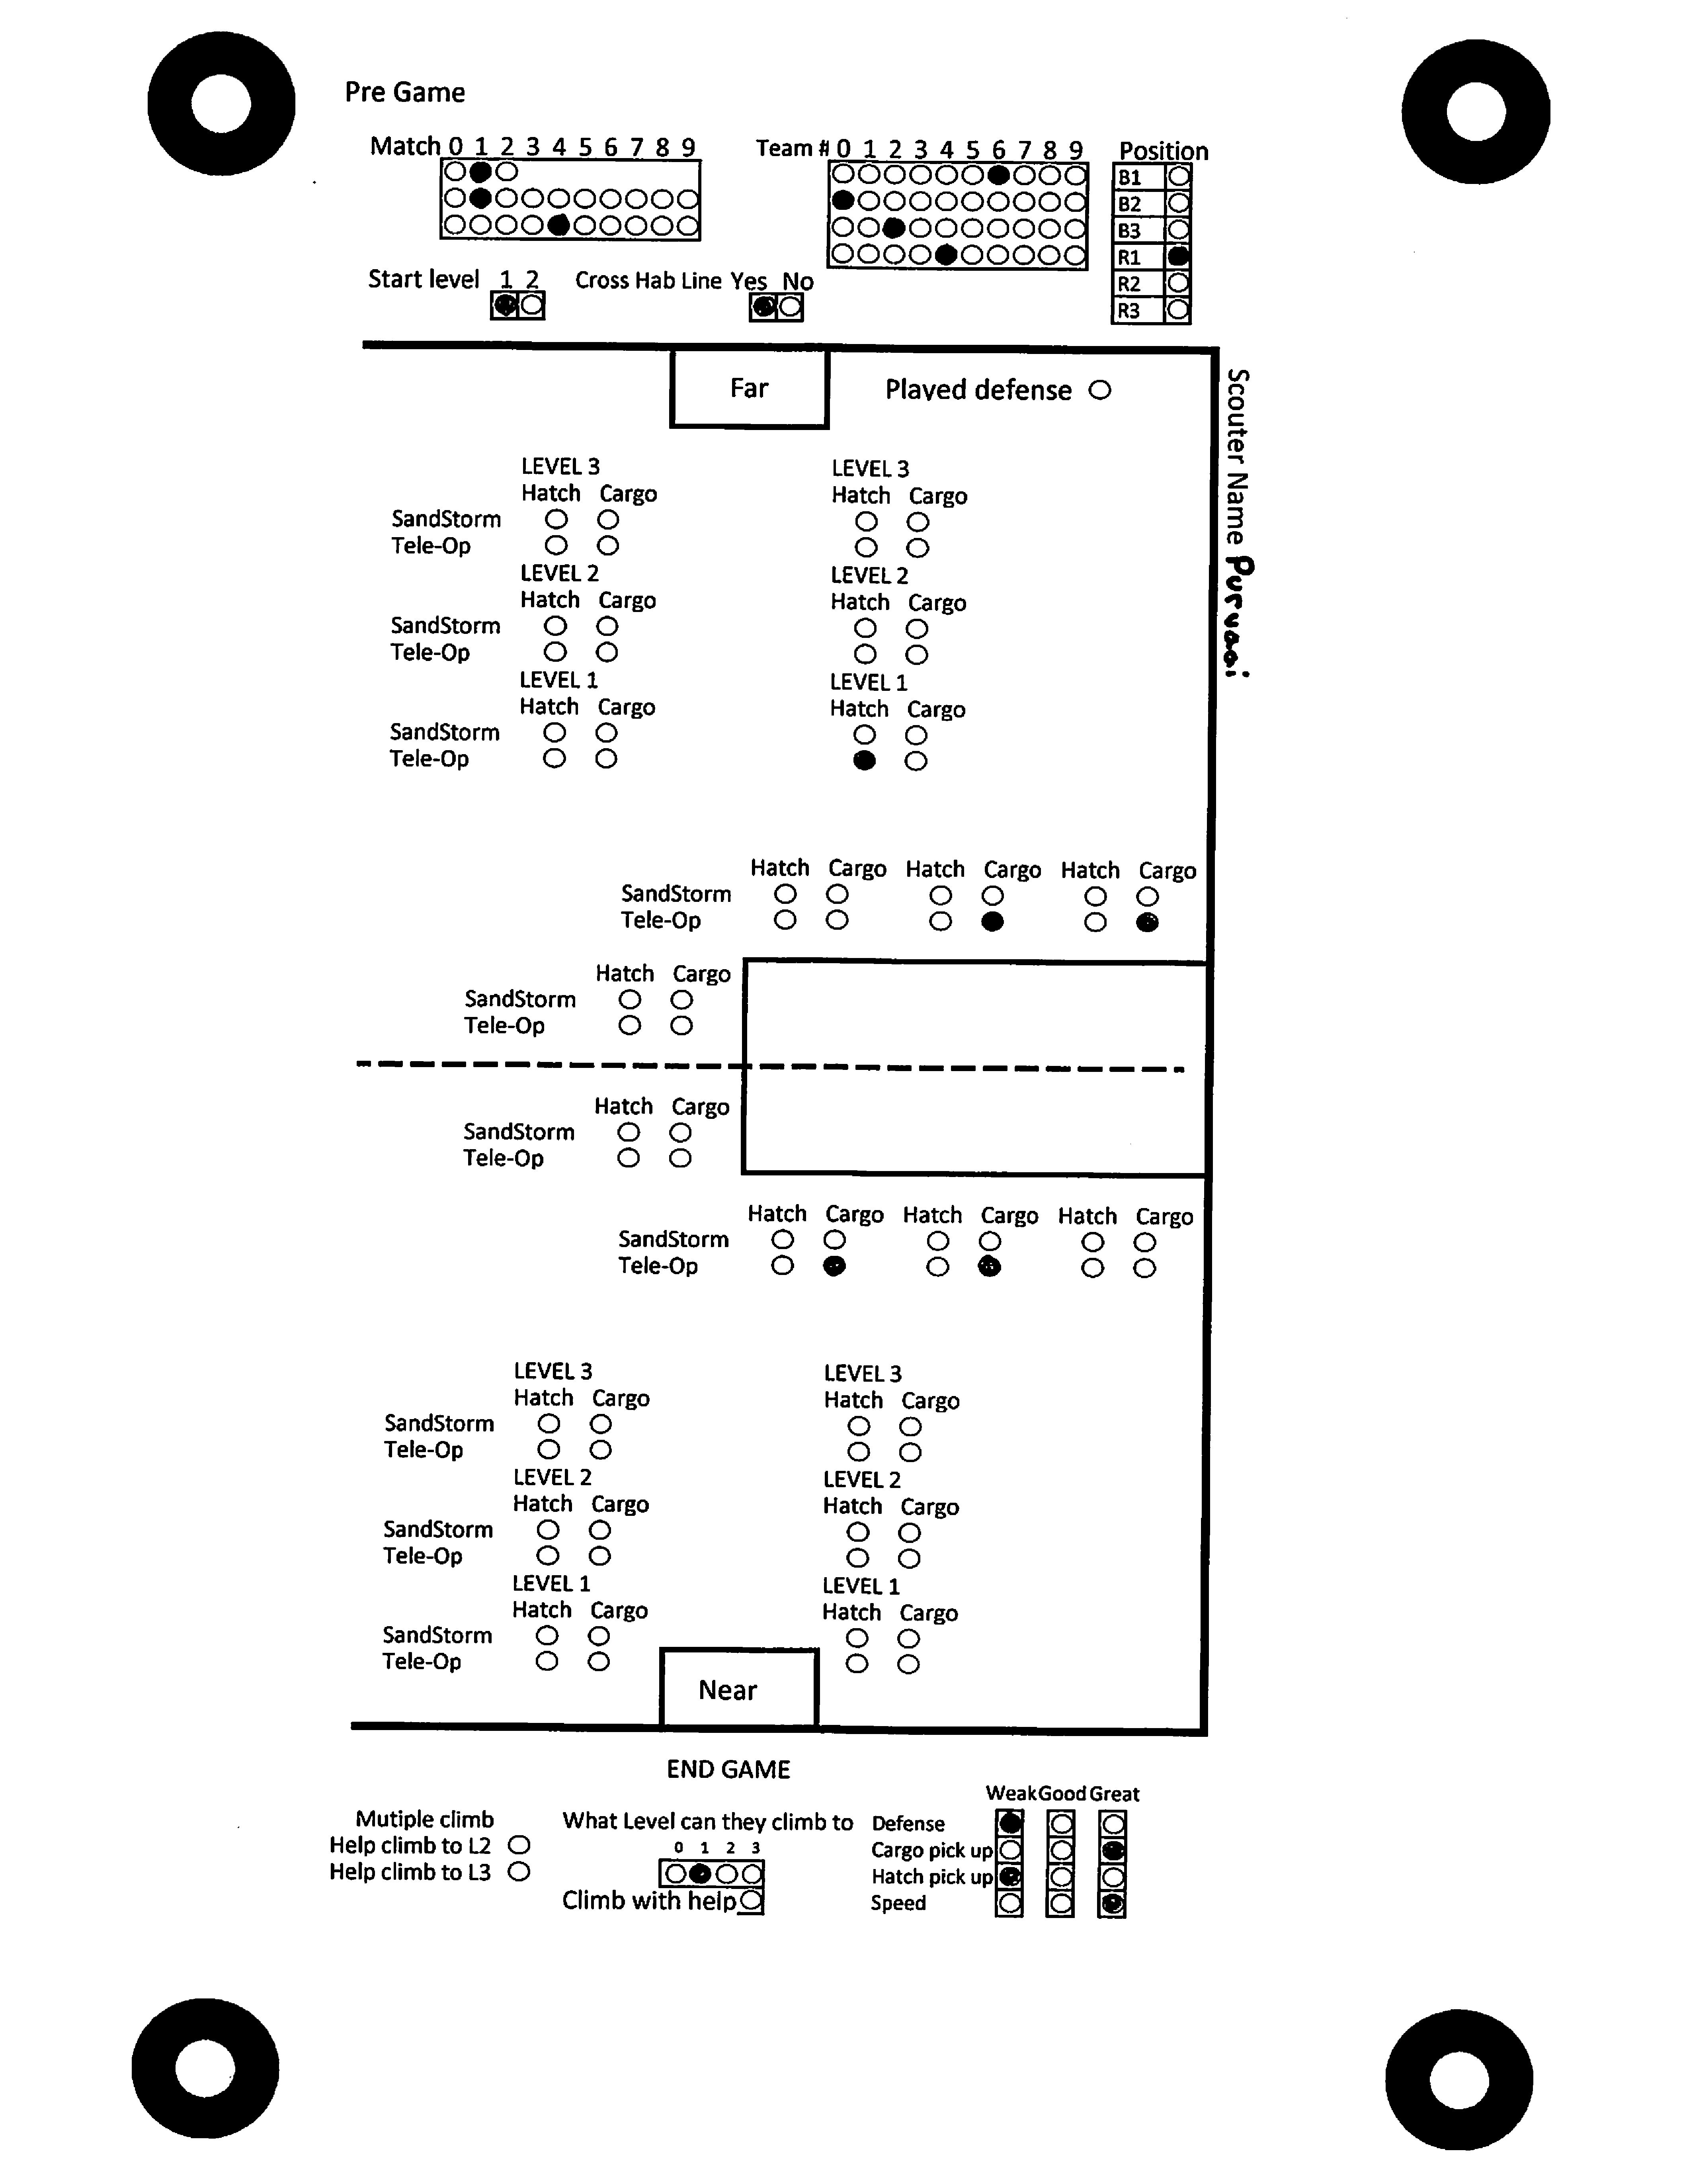 Pre Game
Match 0 1 2 3 4 5 6 7 8 9
Team # 0 1 2 3 4 5 6 7 8 9
Position
B1
B2
B3
R1
R2
R3
Start level 1 2
Cross Hab Line Yes No
Far
Played defense
Scouter Name Purvaai
LEVEL 3 LEVEL 3
Hatch Cargo Hatch Cargo
SandStorm
Tele-Op
LEVEL 2 LEVEL 2
Hatch Cargo Hatch Cargo
SandStorm
Tele-Op
LEVEL 1 LEVEL 1
Hatch Cargo Hatch Cargo
SandStorm
Tele-Op
Hatch Cargo Hatch Cargo Hatch Cargo
SandStorm
Tele-Op
Hatch Cargo
SandStorm
Tele-Op
Hatch Cargo
SandStorm
Tele-Op
Hatch Cargo Hatch Cargo Hatch Cargo
SandStorm
Tele-Op
LEVEL 3 LEVEL 3
Hatch Cargo Hatch Cargo
SandStorm
Tele-Op
LEVEL 2 LEVEL 2
Hatch Cargo Hatch Cargo
SandStorm
Tele-Op
LEVEL 1 LEVEL 1
Hatch Cargo Hatch Cargo
SandStorm
Tele-Op
Near
END GAME
Mutiple climb
Help climb to L2
Help climb to L3
What Level can they climb to
0 1 2 3
Climb with help
Weak Good Great
Defense
Cargo pick up
Hatch pick up
Speed